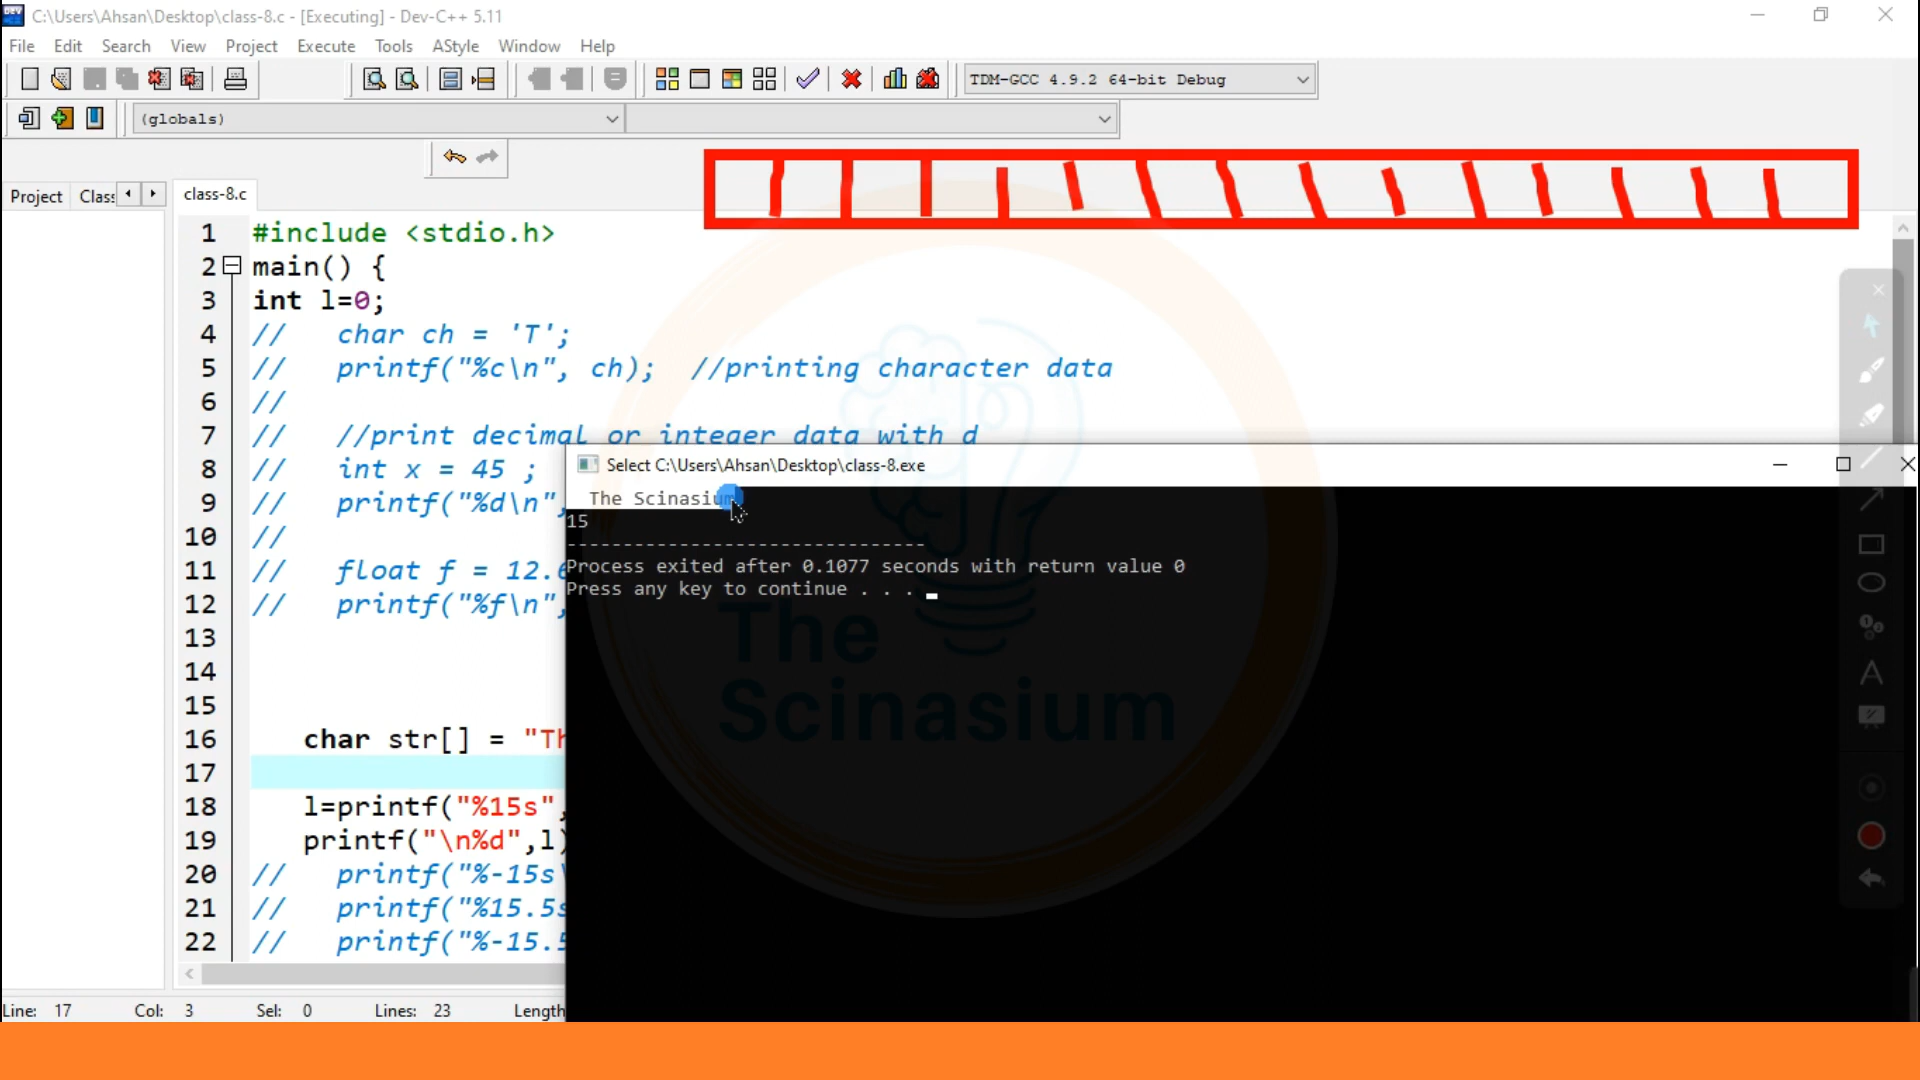 C:\Users\Ahsan\Desktop\class-8.c - [Executing] - Dev-C++ 5.11
File Edit Search View Project Execute Tools AStyle Window Help
TDM-GCC 4.9.2 64-bit Debug
(globals)
Project Clas
class-8.c
1 #include <stdio.h>
2 main() {
3 int l=0;
4 // char ch = 'T';
5 // printf("%c\n", ch); //printing character data
6 //
7 // //print decimal or integer data with d
8 // int x = 45 ;
9 // printf("%d\n",
10 //
11 // float f = 12.6
12 // printf("%f\n",
13
14
15
16 char str[] = "Th
17
18 l=printf("%15s",
19 printf("\n%d",l)
20 // printf("%-15s\
21 // printf("%15.5s
22 // printf("%-15.5
Select C:\Users\Ahsan\Desktop\class-8.exe
The Scinasium
15
--------------------------------
Process exited after 0.1077 seconds with return value 0
Press any key to continue . . .
The
Scinasium
Line: 17 Col: 3 Sel: 0 Lines: 23 Length